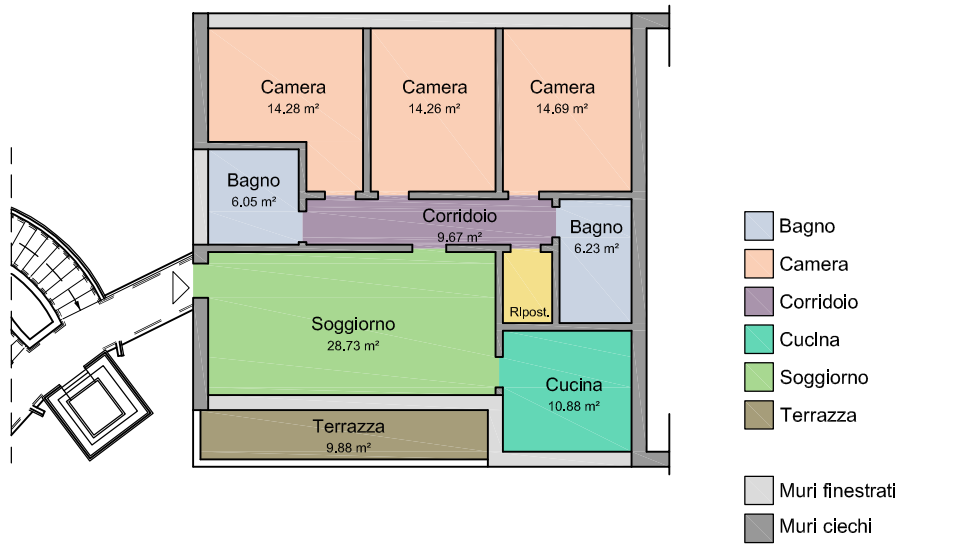 Camera
14.28 m²
Camera
14.26 m²
Camera
14.69 m²
Bagno
6.05 m²
Corridoio
9.67 m²
Bagno
6.23 m²
Ripost.
Soggiorno
28.73 m²
Cucina
10.88 m²
Terrazza
9.88 m²
Bagno
Camera
Corridoio
Cucina
Soggiorno
Terrazza
Muri finestrati
Muri ciechi